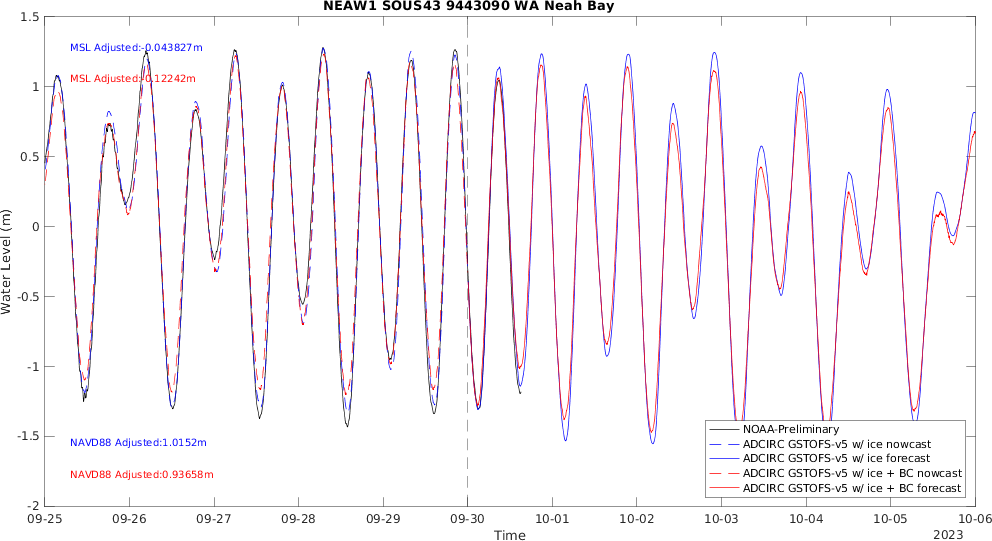 NEAW1 SOUS43 9443090 WA Neah Bay
1.5
1
0.5
0
-0.5
-1
-1.5
-2
Water Level (m)
MSL Adjusted:-0.043827m
MSL Adjusted:-0.12242m
NAVD88 Adjusted:1.0152m
NAVD88 Adjusted:0.93658m
NOAA-Preliminary
ADCIRC GSTOFS-v5 w/ ice nowcast
ADCIRC GSTOFS-v5 w/ ice forecast
ADCIRC GSTOFS-v5 w/ ice + BC nowcast
ADCIRC GSTOFS-v5 w/ ice + BC forecast
09-25 09-26 09-27 09-28 09-29 09-30 10-01 10-02 10-03 10-04 10-05 10-06
Time
2023